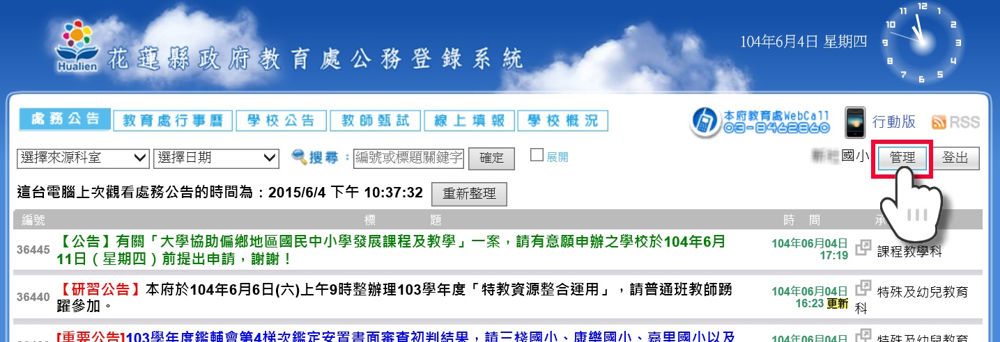 104年6月4日 星期四
11 12 1
10 2
9 3
8 4
7 6 5
Hualien
花蓮縣政府教育處公務登錄系統
處務公告 教育處行事曆 學校公告 教師甄試 線上填報 學校概況 本府教育處WebCall 03-8462860 行動版 RSS
選擇來源科室 選擇日期 搜尋： 編號或標題關鍵字 確定 展開 國小 管理 登出
這台電腦上次觀看處務公告的時間為：2015/6/4 下午 10:37:32 重新整理
編號 標 題 時 間 承
36445 【公告】有關「大學協助偏鄉地區國民中小學發展課程及教學」一案，請有意願申辦之學校於104年6月 104年06月04日 課程教學科
11日（星期四）前提出申請，謝謝！ 17:19
36440 【研習公告】本府於104年6月6日(六)上午9時整辦理103學年度「特教資源整合運用」，請普通班教師踴 104年06月04日 特殊及幼兒教育
躍參加。 16:23 更新 科
[重要公告]103學年度鑑輔會第4梯次鑑定安置書面審查初判結果，請三棧國小、康樂國小、嘉里國小以及 104年06月04日 特殊及幼兒教育